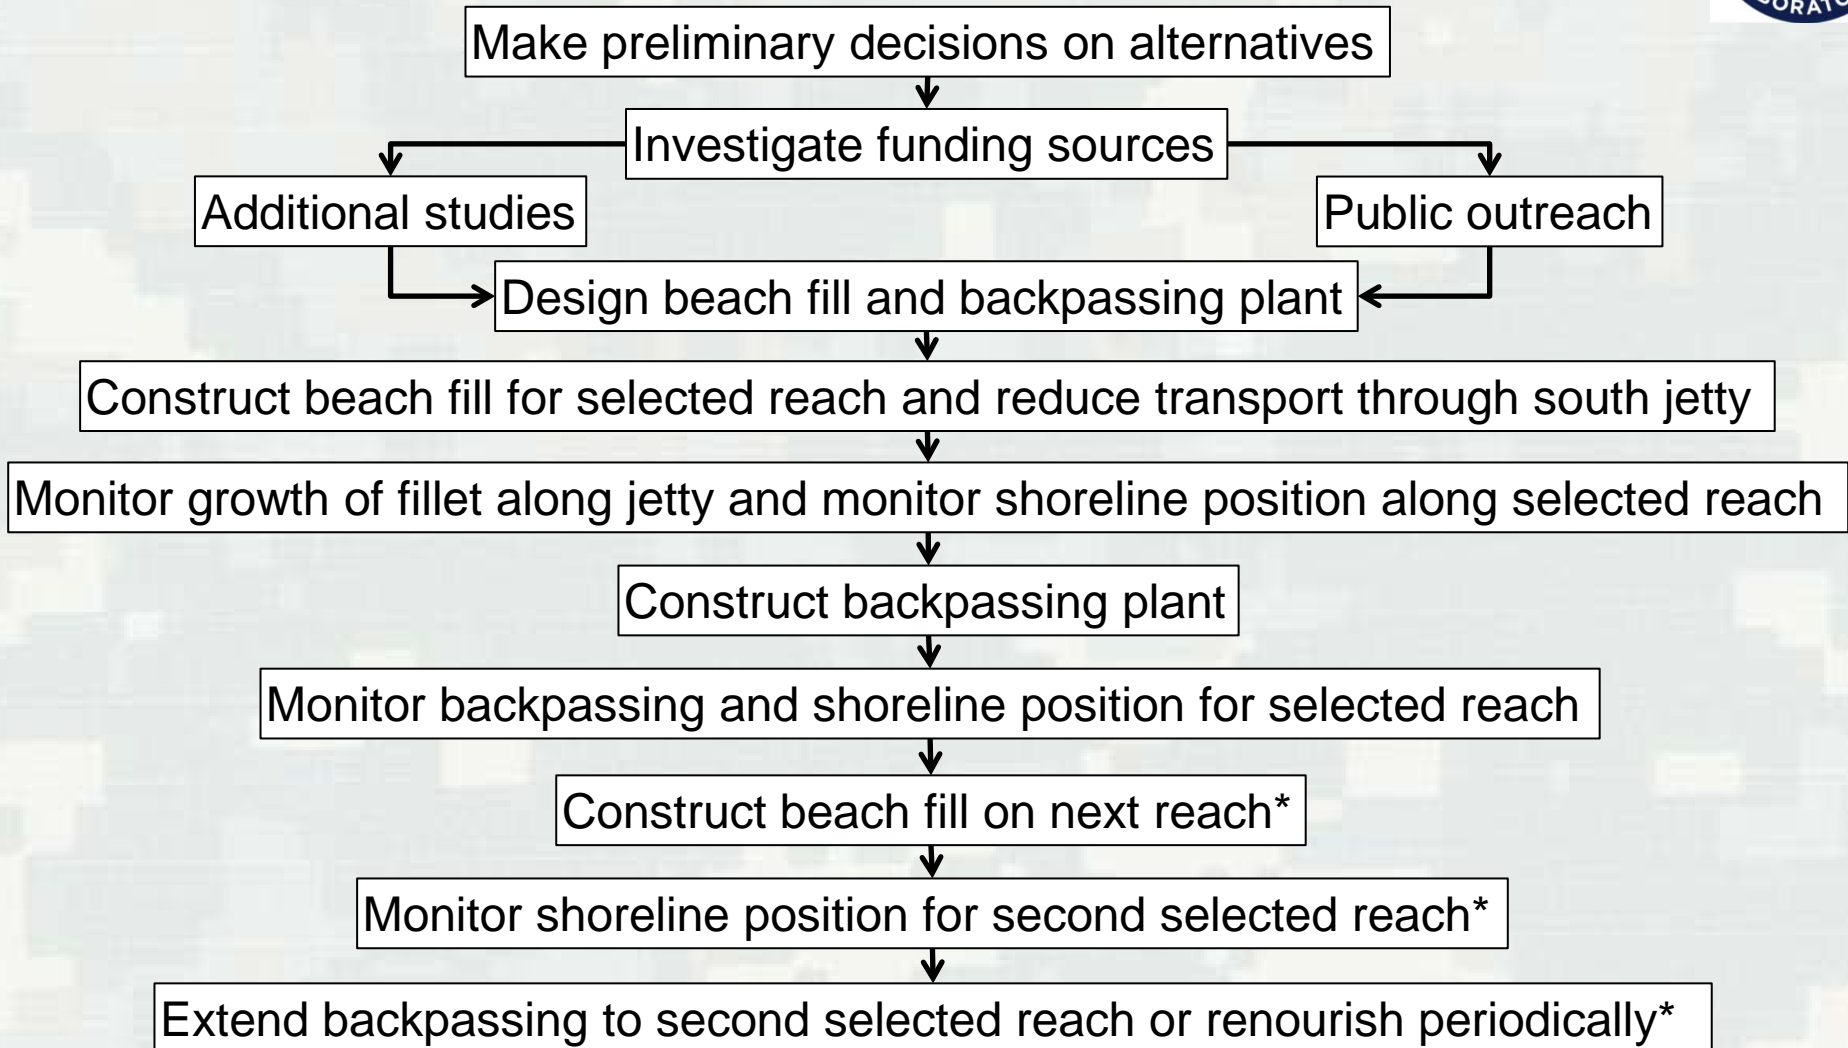 Make preliminary decisions on alternatives
Investigate funding sources
Additional studies
Public outreach
Design beach fill and backpassing plant
Construct beach fill for selected reach and reduce transport through south jetty
Monitor growth of fillet along jetty and monitor shoreline position along selected reach
Construct backpassing plant
Monitor backpassing and shoreline position for selected reach
Construct beach fill on next reach*
Monitor shoreline position for second selected reach*
Extend backpassing to second selected reach or renourish periodically*